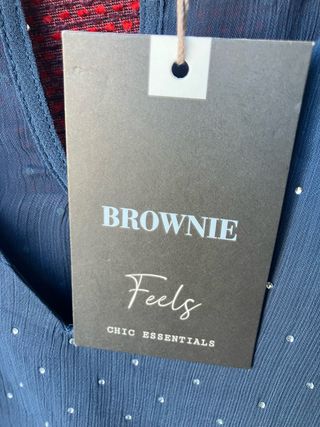 BROWNIE
Feels
CHIC ESSENTIALS